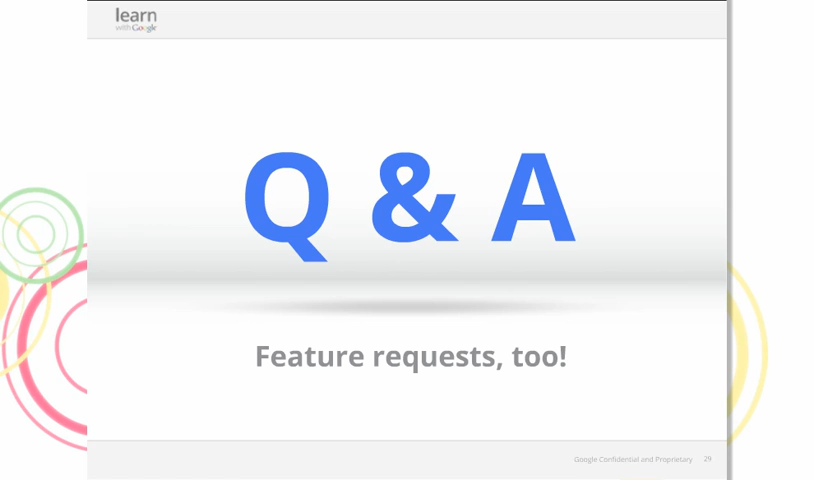 learn
with Google
Q & A
Feature requests, too!
Google Confidential and Proprietary 29